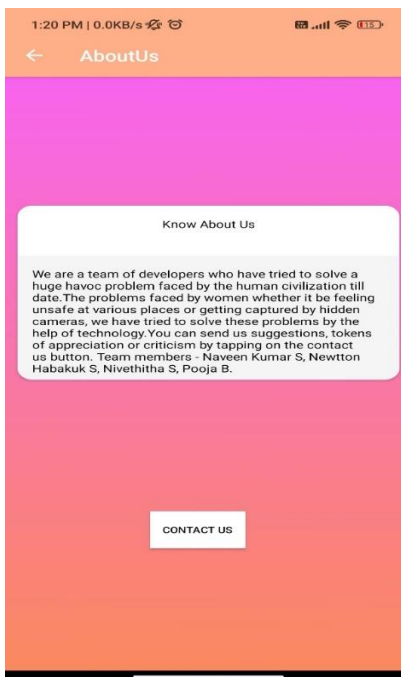 1:20 PM | 0.0KB/s
15
AboutUs
Know About Us
We are a team of developers who have tried to solve a
huge havoc problem faced by the human civilization till
date.The problems faced by women whether it be feeling
unsafe at various places or getting captured by hidden
cameras, we have tried to solve these problems by the
help of technology.You can send us suggestions, tokens
of appreciation or criticism by tapping on the contact
us button. Team members - Naveen Kumar S, Newtton
Habakuk S, Nivethitha S, Pooja B.
CONTACT US